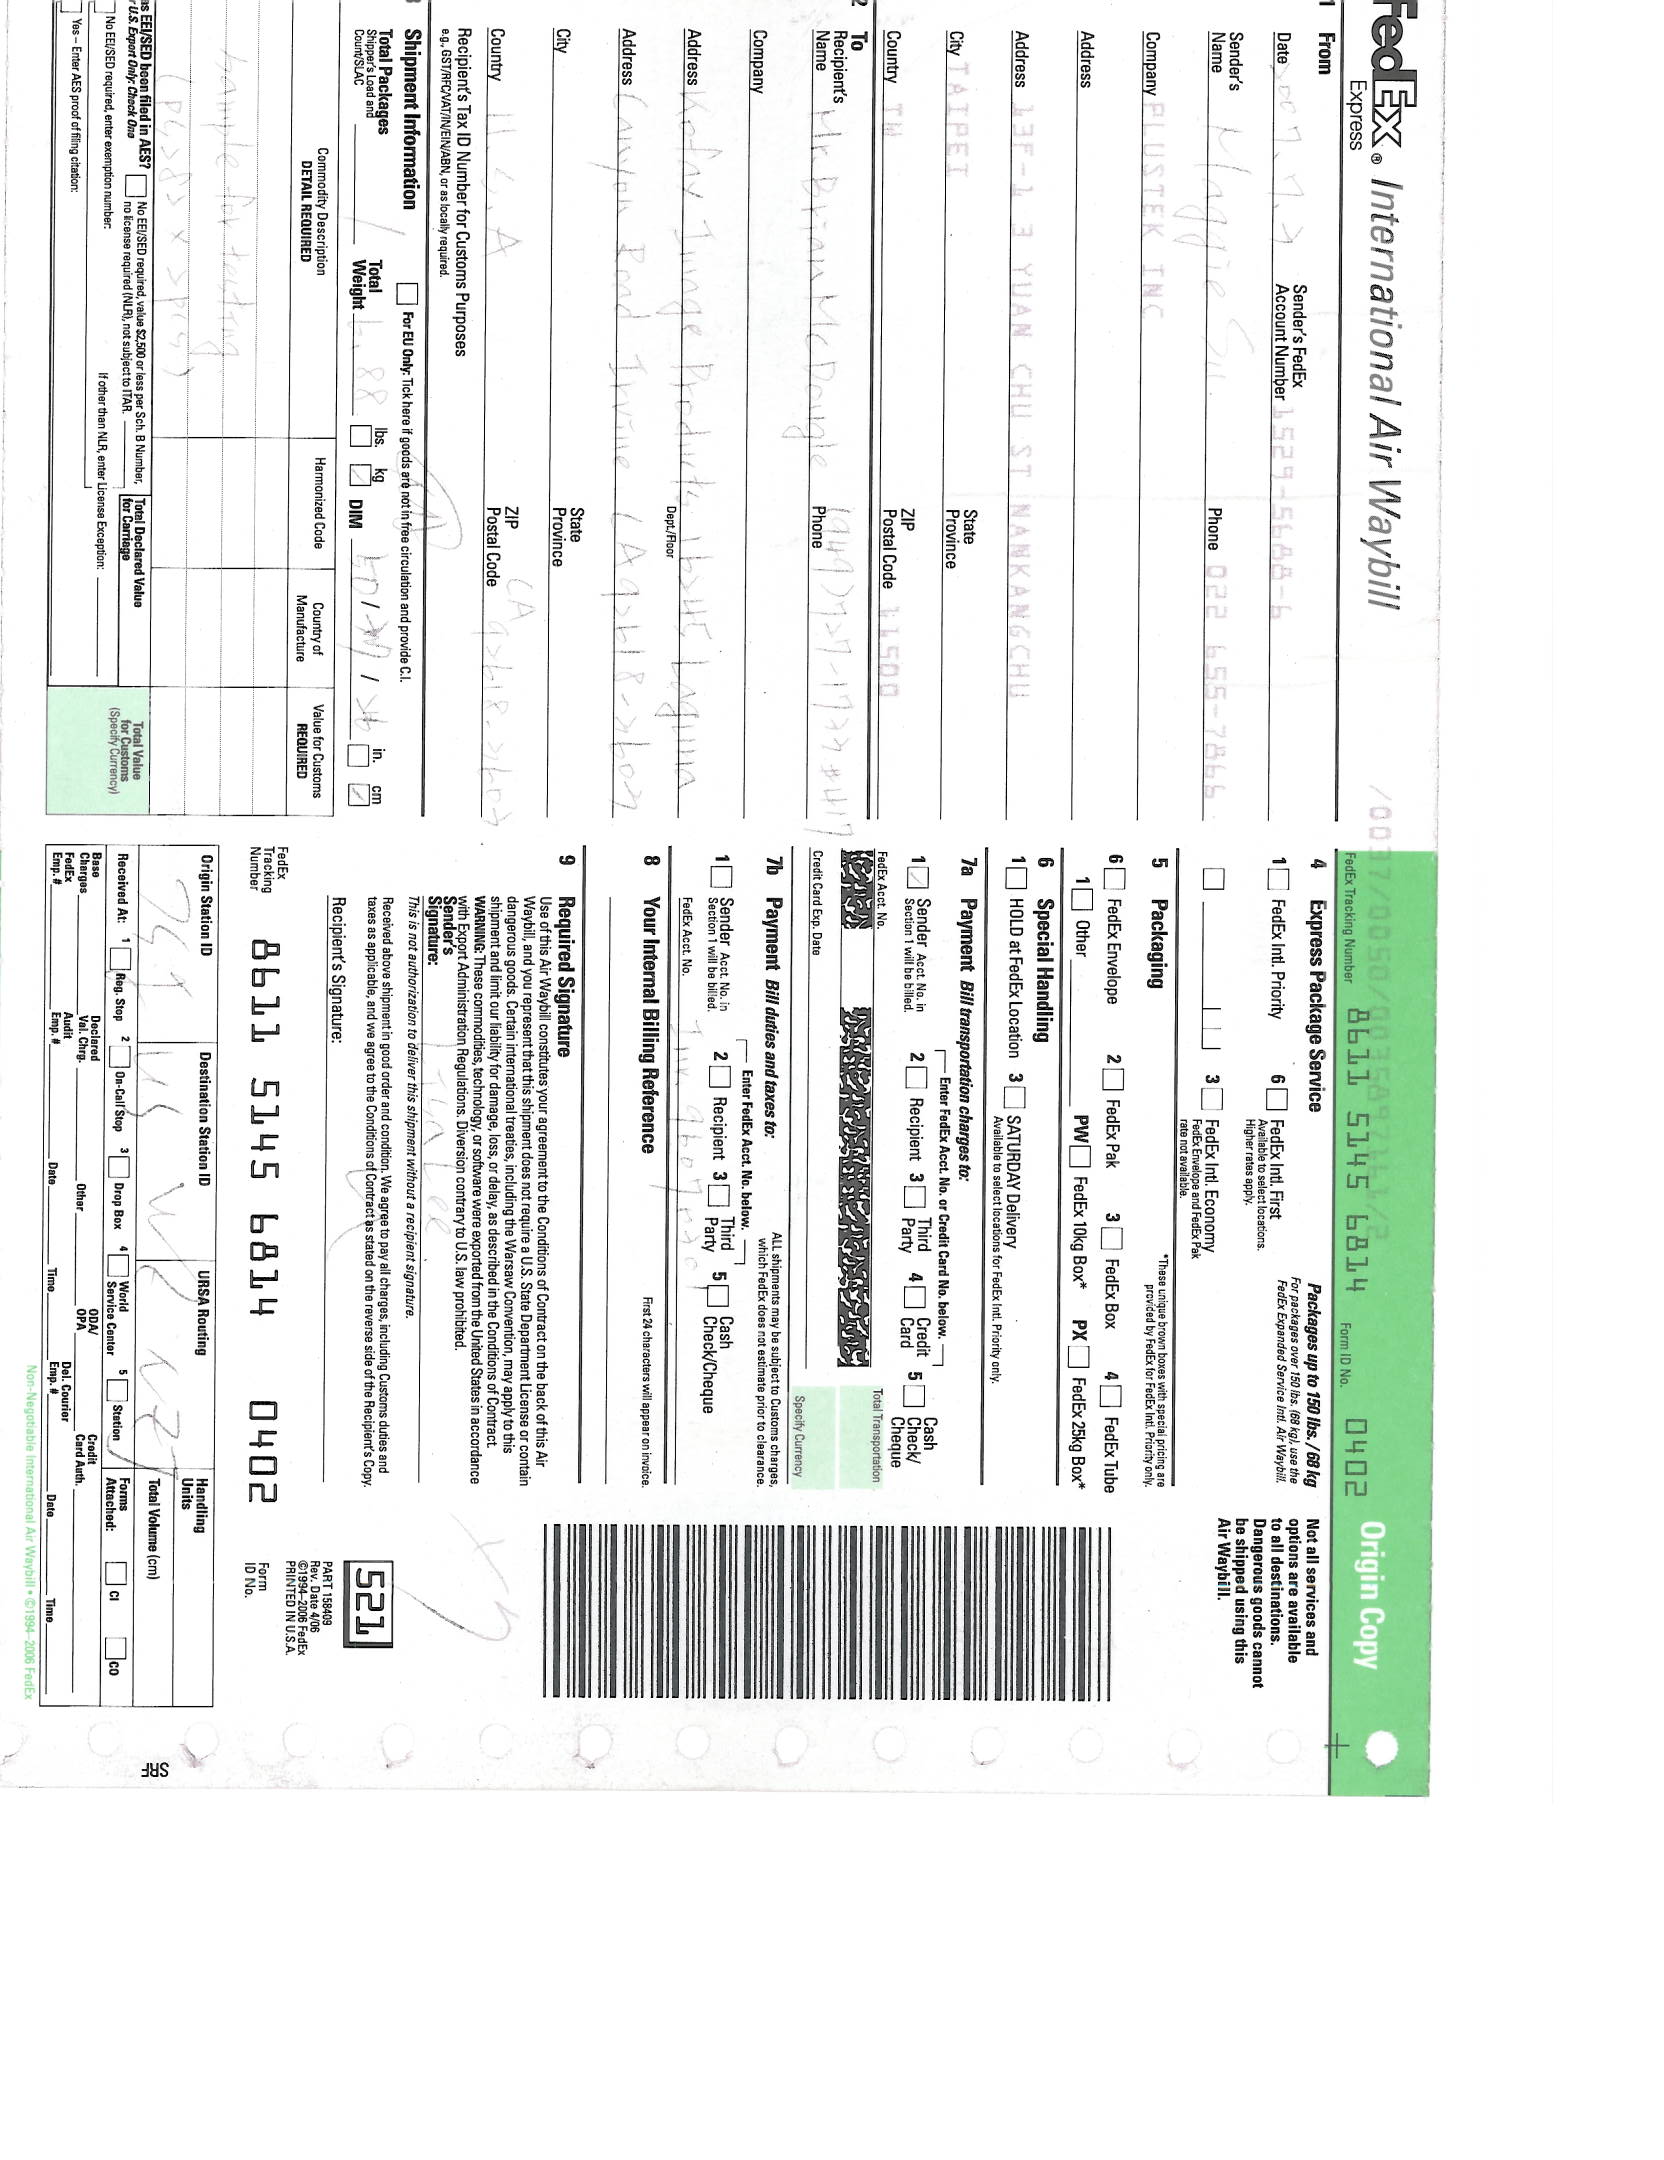 FedEx® International Air Waybill
Express
1 From
Date
Sender's FedEx
Account Number 1529-5688-6
Sender's
Name Maggie Su
Phone 022 655-7866
Company PLUSTEK INC
Address
Address 13F-1 3 YUAN CHU ST NANKANGCHU
City TAIPEI
State
Province
Country TW
ZIP
Postal Code 11500
2 To
Recipient's
Name Mr. Brian McDougle
Phone
Company
Dept./Floor
Address Kofax Image Products 16245 Laguna
Address Canyon Road Irvine CA 92618-3603
City
State
Province CA
Country U.S.A
ZIP
Postal Code 92618-3603
Recipient's Tax ID Number for Customs Purposes
e.g., GST/RFC/VAT/IN/EIN/ABN, or as locally required.
3 Shipment Information
For EU Only: Tick here if goods are not in free circulation and provide C.I.
Total Packages 1
Shipper's Load and
Count/SLAC
Total
Weight
lbs. kg
DIM
in. cm
Commodity Description
DETAIL REQUIRED
Harmonized Code
Country of
Manufacture
Value for Customs
REQUIRED
sample for testing
Has EEI/SED been filed in AES?
For U.S. Export Only: Check One
No EEI/SED required, value $2,500 or less per Sch. B Number,
no license required (NLR), not subject to ITAR.
No EEI/SED required, enter exemption number:
If other than NLR, enter License Exception:
Yes – Enter AES proof of filing citation:
Total Declared Value
for Carriage
Total Value
for Customs
(Specify Currency)
FedEx Tracking Number 8611 5145 6814
Form ID No. 0402
Origin Copy
4 Express Package Service
Packages up to 150 lbs. / 68 kg
For packages over 150 lbs. (68 kg), use the
FedEx Expanded Service Intl. Air Waybill.
1 FedEx Intl. Priority
6 FedEx Intl. First
Available to select locations.
Higher rates apply.
3 FedEx Intl. Economy
FedEx Envelope and FedEx Pak
rate not available.
Not all services and
options are available
to all destinations.
Dangerous goods cannot
be shipped using this
Air Waybill.
5 Packaging
*These unique brown boxes with special pricing are
provided by FedEx for FedEx Intl. Priority only.
6 FedEx Envelope 2 FedEx Pak 3 FedEx Box 4 FedEx Tube
1 Other PW FedEx 10kg Box* PX FedEx 25kg Box*
6 Special Handling
1 HOLD at FedEx Location 3 SATURDAY Delivery
Available to select locations for FedEx Intl. Priority only.
7a Payment Bill transportation charges to:
Enter FedEx Acct. No. or Credit Card No. below.
1 Sender Acct. No. in
Section 1 will be billed.
2 Recipient 3 Third
Party
4 Credit
Card
5 Cash
Check/
Cheque
FedEx Acct. No.
Total Transportation
Credit Card Exp. Date
Specify Currency
7b Payment Bill duties and taxes to:
ALL shipments may be subject to Customs charges,
which FedEx does not estimate prior to clearance.
Enter FedEx Acct. No. below.
1 Sender Acct. No. in
Section 1 will be billed.
2 Recipient 3 Third
Party
5 Cash
Check/Cheque
FedEx Acct. No.
8 Your Internal Billing Reference
First 24 characters will appear on invoice.
9 Required Signature
Use of this Air Waybill constitutes your agreement to the Conditions of Contract on the back of this Air
Waybill, and you represent that this shipment does not require a U.S. State Department License or contain
dangerous goods. Certain international treaties, including the Warsaw Convention, may apply to this
shipment and limit our liability for damage, loss, or delay, as described in the Conditions of Contract.
WARNING: These commodities, technology, or software were exported from the United States in accordance
with Export Administration Regulations. Diversion contrary to U.S. law prohibited.
Sender's
Signature:
This is not authorization to deliver this shipment without a recipient signature.
Received above shipment in good order and condition. We agree to pay all charges, including Customs duties and
taxes as applicable, and we agree to the Conditions of Contract as stated on the reverse side of the Recipient's Copy.
Recipient's Signature:
521
PART 158409
Rev. Date 4/06
©1994–2006 FedEx
PRINTED IN U.S.A.
FedEx
Tracking
Number 8611 5145 6814 0402
Form
ID No.
Origin Station ID
Destination Station ID
URSA Routing
Handling
Units
Total Volume (cm)
Received At: 1 Reg. Stop 2 On-Call Stop 3 Drop Box 4 World
Service Center 5 Station
Forms
Attached: CI CO
Base
Charges
Declared
Val. Chrg.
Other
ODA/
OPA
Credit
Card Auth.
FedEx
Emp. #
Audit
Emp. #
Date
Time
Del. Courier
Emp. #
Date
Time
Non-Negotiable International Air Waybill • ©1994-2006 FedEx
SRF